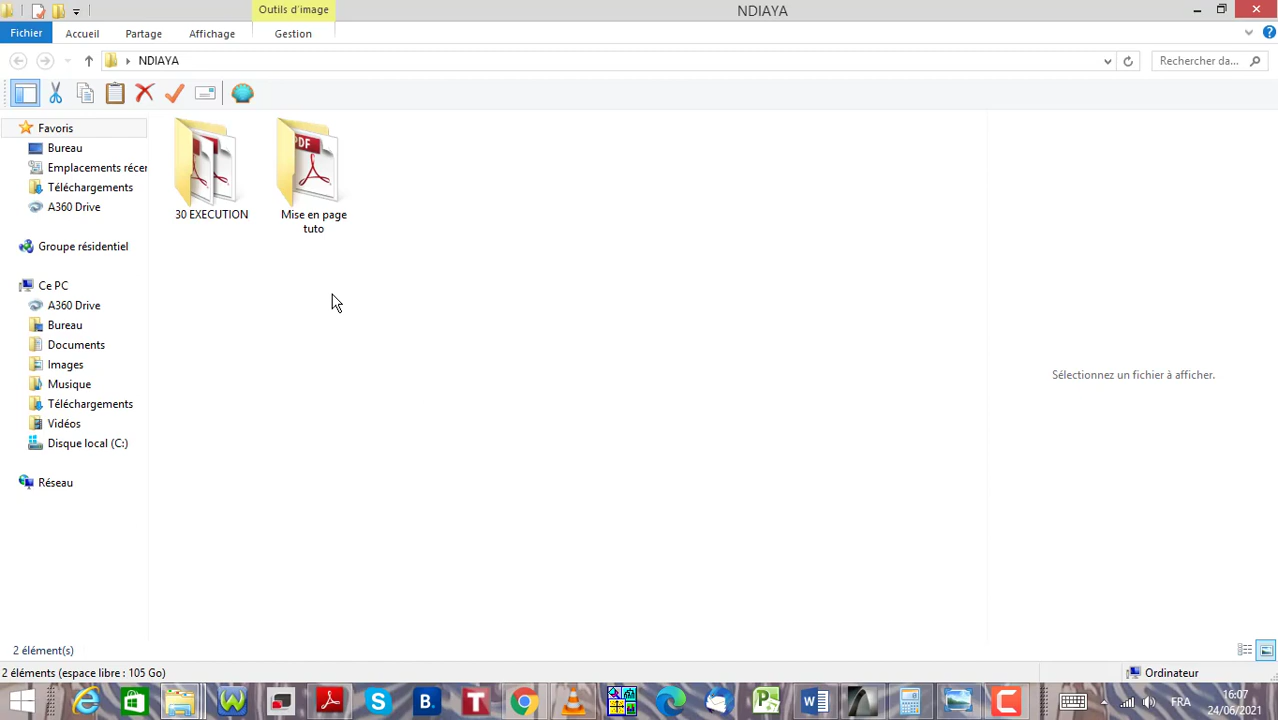 Outils d'image
NDIAYA
Fichier
Accueil
Partage
Affichage
Gestion
NDIAYA
Rechercher da...
Favoris
Bureau
Emplacements récer
Téléchargements
A360 Drive
Groupe résidentiel
Ce PC
A360 Drive
Bureau
Documents
Images
Musique
Téléchargements
Vidéos
Disque local (C:)
Réseau
PDF
30 EXECUTION
Mise en page
tuto
Sélectionnez un fichier à afficher.
2 élément(s)
2 éléments (espace libre : 105 Go)
Ordinateur
B.
FRA
16:07
24/06/2021